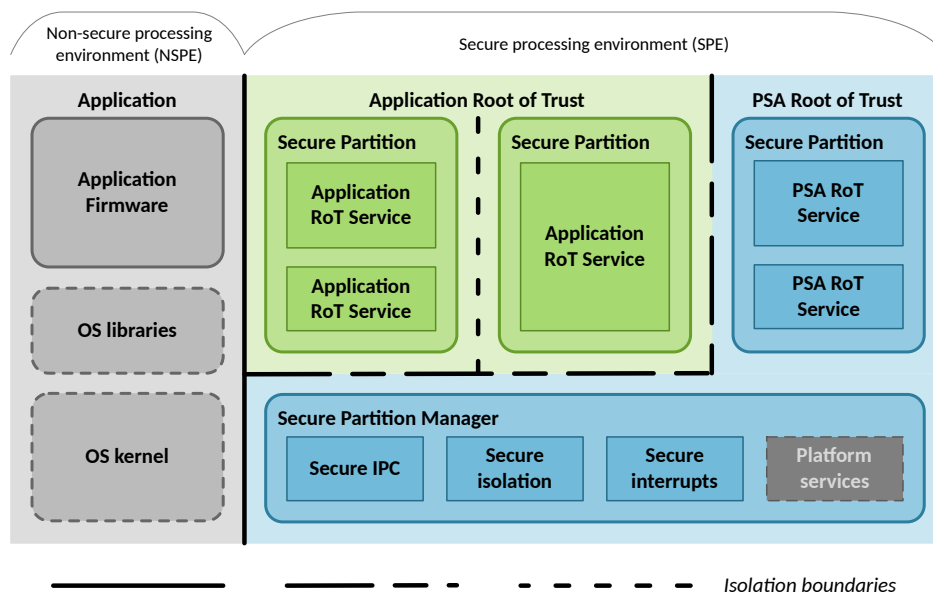 Non-secure processing
environment (NSPE)
Secure processing environment (SPE)
Application
Application Root of Trust
PSA Root of Trust
Application
Firmware
OS libraries
OS kernel
Secure Partition
Application
RoT Service
Application
RoT Service
Secure Partition
Application
RoT Service
Secure Partition
PSA RoT
Service
PSA RoT
Service
Secure Partition Manager
Secure IPC
Secure
isolation
Secure
interrupts
Platform
services
Isolation boundaries